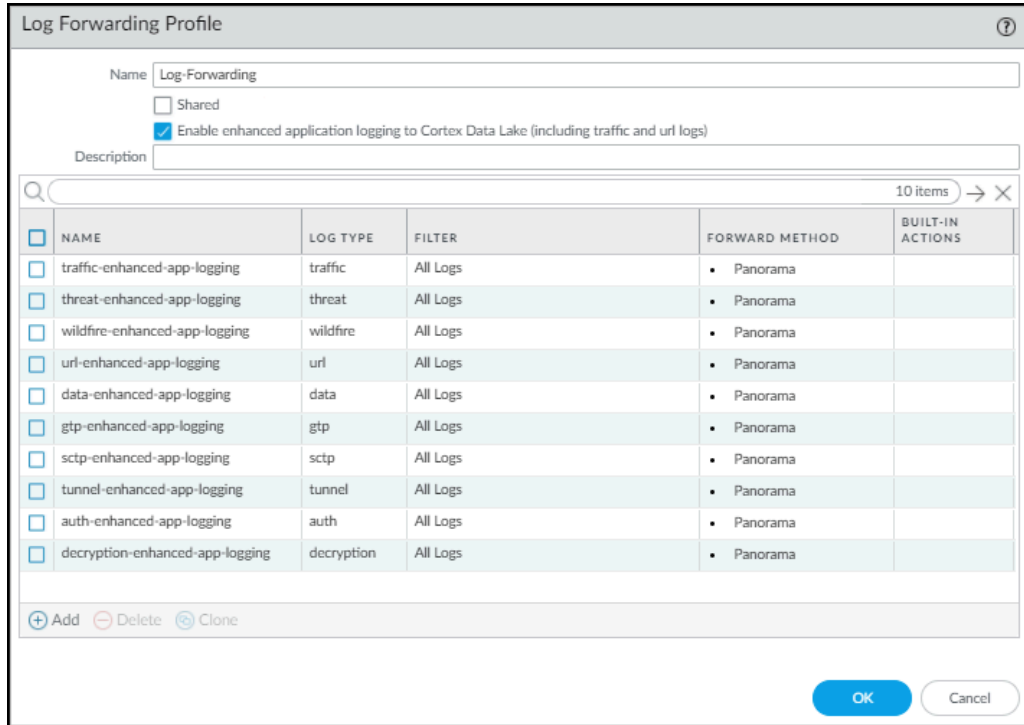 Log Forwarding Profile ?
Name Log-Forwarding
Shared
Enable enhanced application logging to Cortex Data Lake (including traffic and url logs)
Description
10 items
NAME LOG TYPE FILTER FORWARD METHOD BUILT-IN ACTIONS
traffic-enhanced-app-logging traffic All Logs • Panorama
threat-enhanced-app-logging threat All Logs • Panorama
wildfire-enhanced-app-logging wildfire All Logs • Panorama
url-enhanced-app-logging url All Logs • Panorama
data-enhanced-app-logging data All Logs • Panorama
gtp-enhanced-app-logging gtp All Logs • Panorama
sctp-enhanced-app-logging sctp All Logs • Panorama
tunnel-enhanced-app-logging tunnel All Logs • Panorama
auth-enhanced-app-logging auth All Logs • Panorama
decryption-enhanced-app-logging decryption All Logs • Panorama
Add Delete Clone
OK Cancel